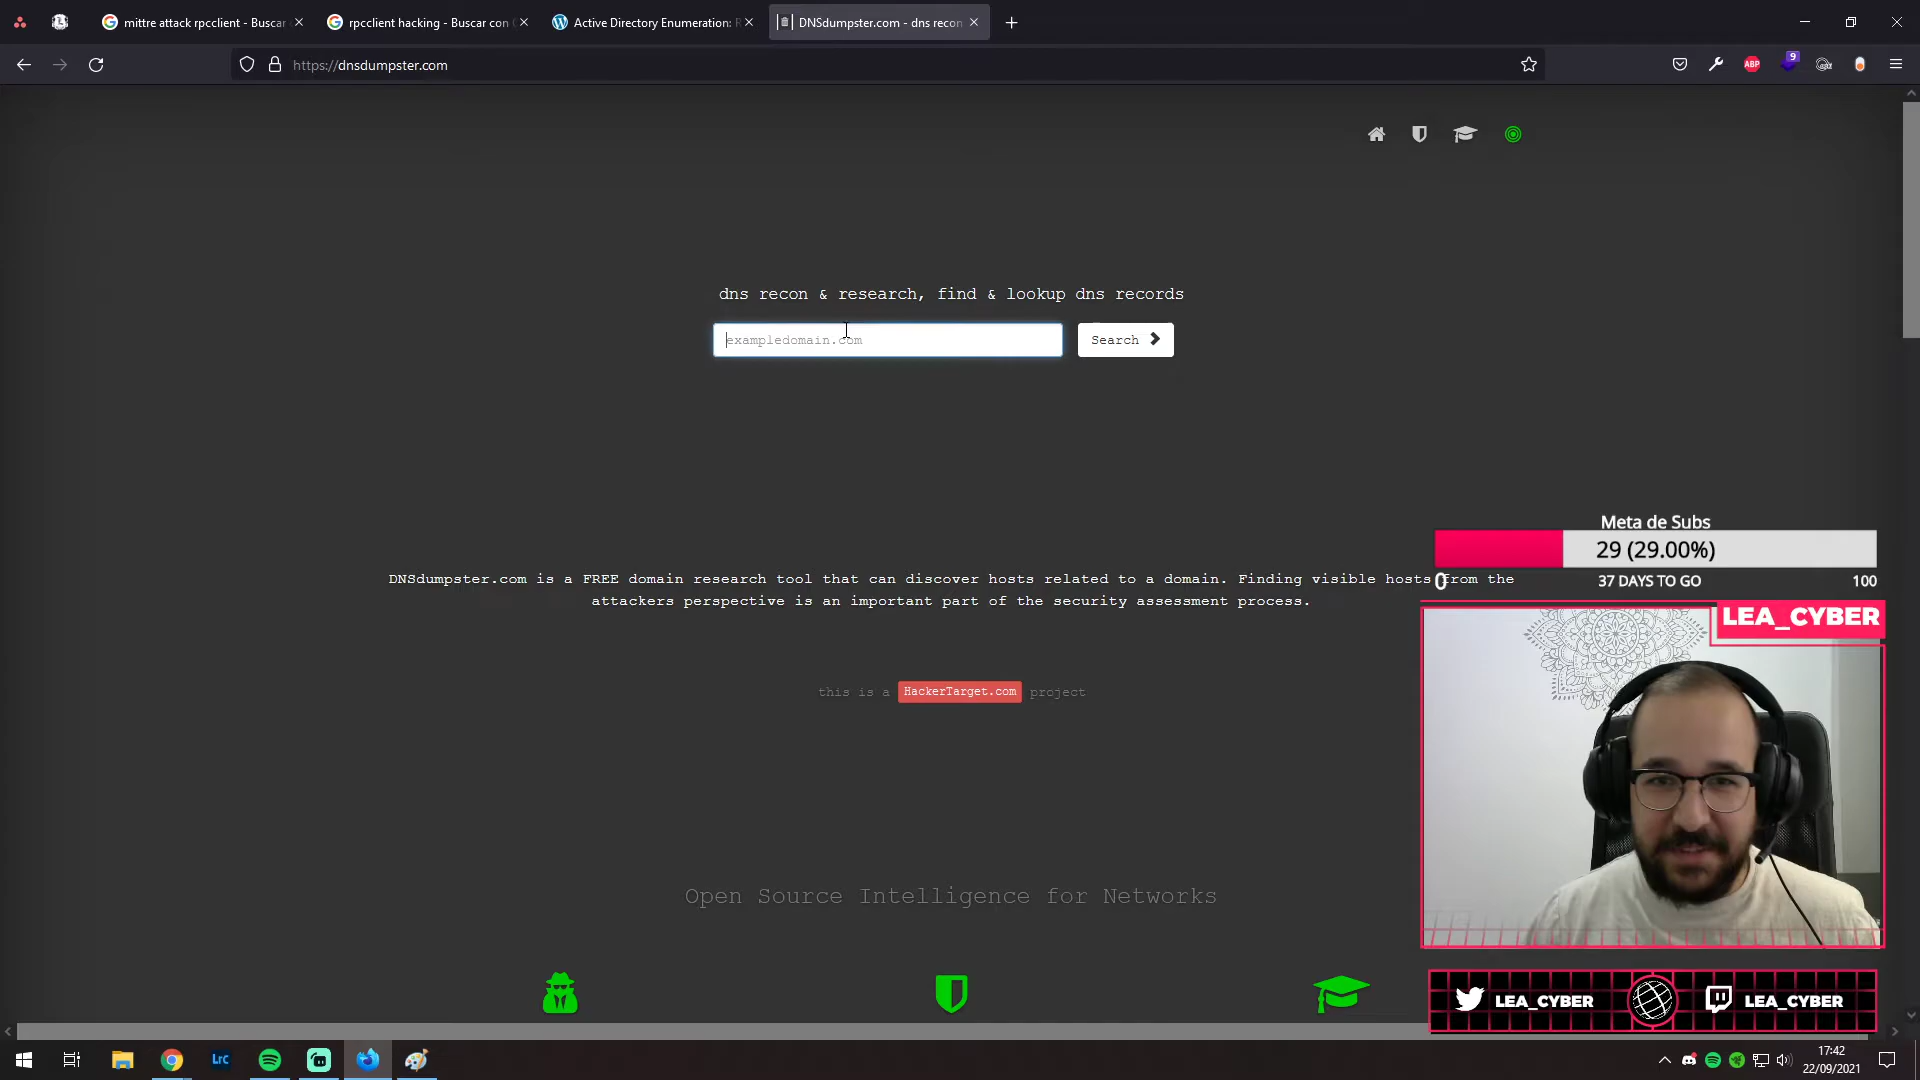 mittre attack rpcclient - Buscar
rpcclient hacking - Buscar con
Active Directory Enumeration: R
DNSdumpster.com - dns recon
https://dnsdumpster.com
ABP
9
dns recon & research, find & lookup dns records
exampledomain.com
Search
DNSdumpster.com is a FREE domain research tool that can discover hosts related to a domain. Finding visible hosts from the
attackers perspective is an important part of the security assessment process.
this is a HackerTarget.com project
Open Source Intelligence for Networks
Meta de Subs
29 (29.00%)
0 37 DAYS TO GO 100
LEA_CYBER
LEA_CYBER
LEA_CYBER
Lrc
17:42
22/09/2021